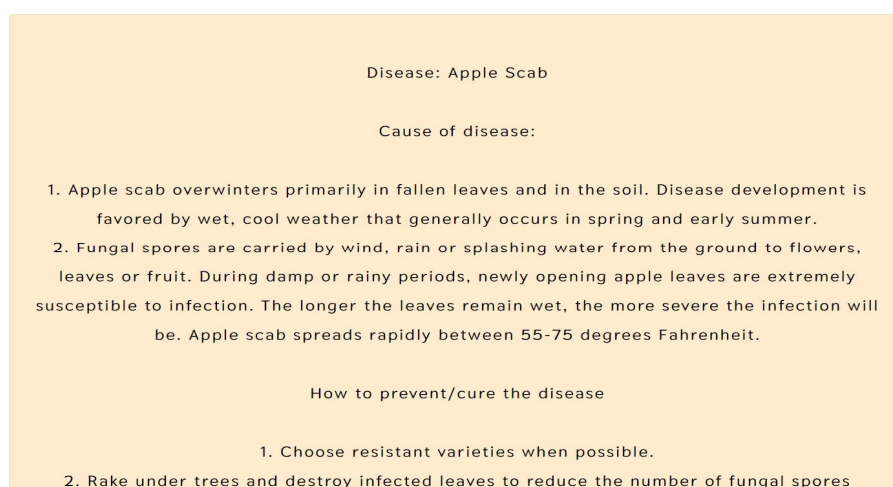 Disease: Apple Scab
Cause of disease:
1. Apple scab overwinters primarily in fallen leaves and in the soil. Disease development is
favored by wet, cool weather that generally occurs in spring and early summer.
2. Fungal spores are carried by wind, rain or splashing water from the ground to flowers,
leaves or fruit. During damp or rainy periods, newly opening apple leaves are extremely
susceptible to infection. The longer the leaves remain wet, the more severe the infection will
be. Apple scab spreads rapidly between 55-75 degrees Fahrenheit.
How to prevent/cure the disease
1. Choose resistant varieties when possible.
2. Rake under trees and destroy infected leaves to reduce the number of fungal spores